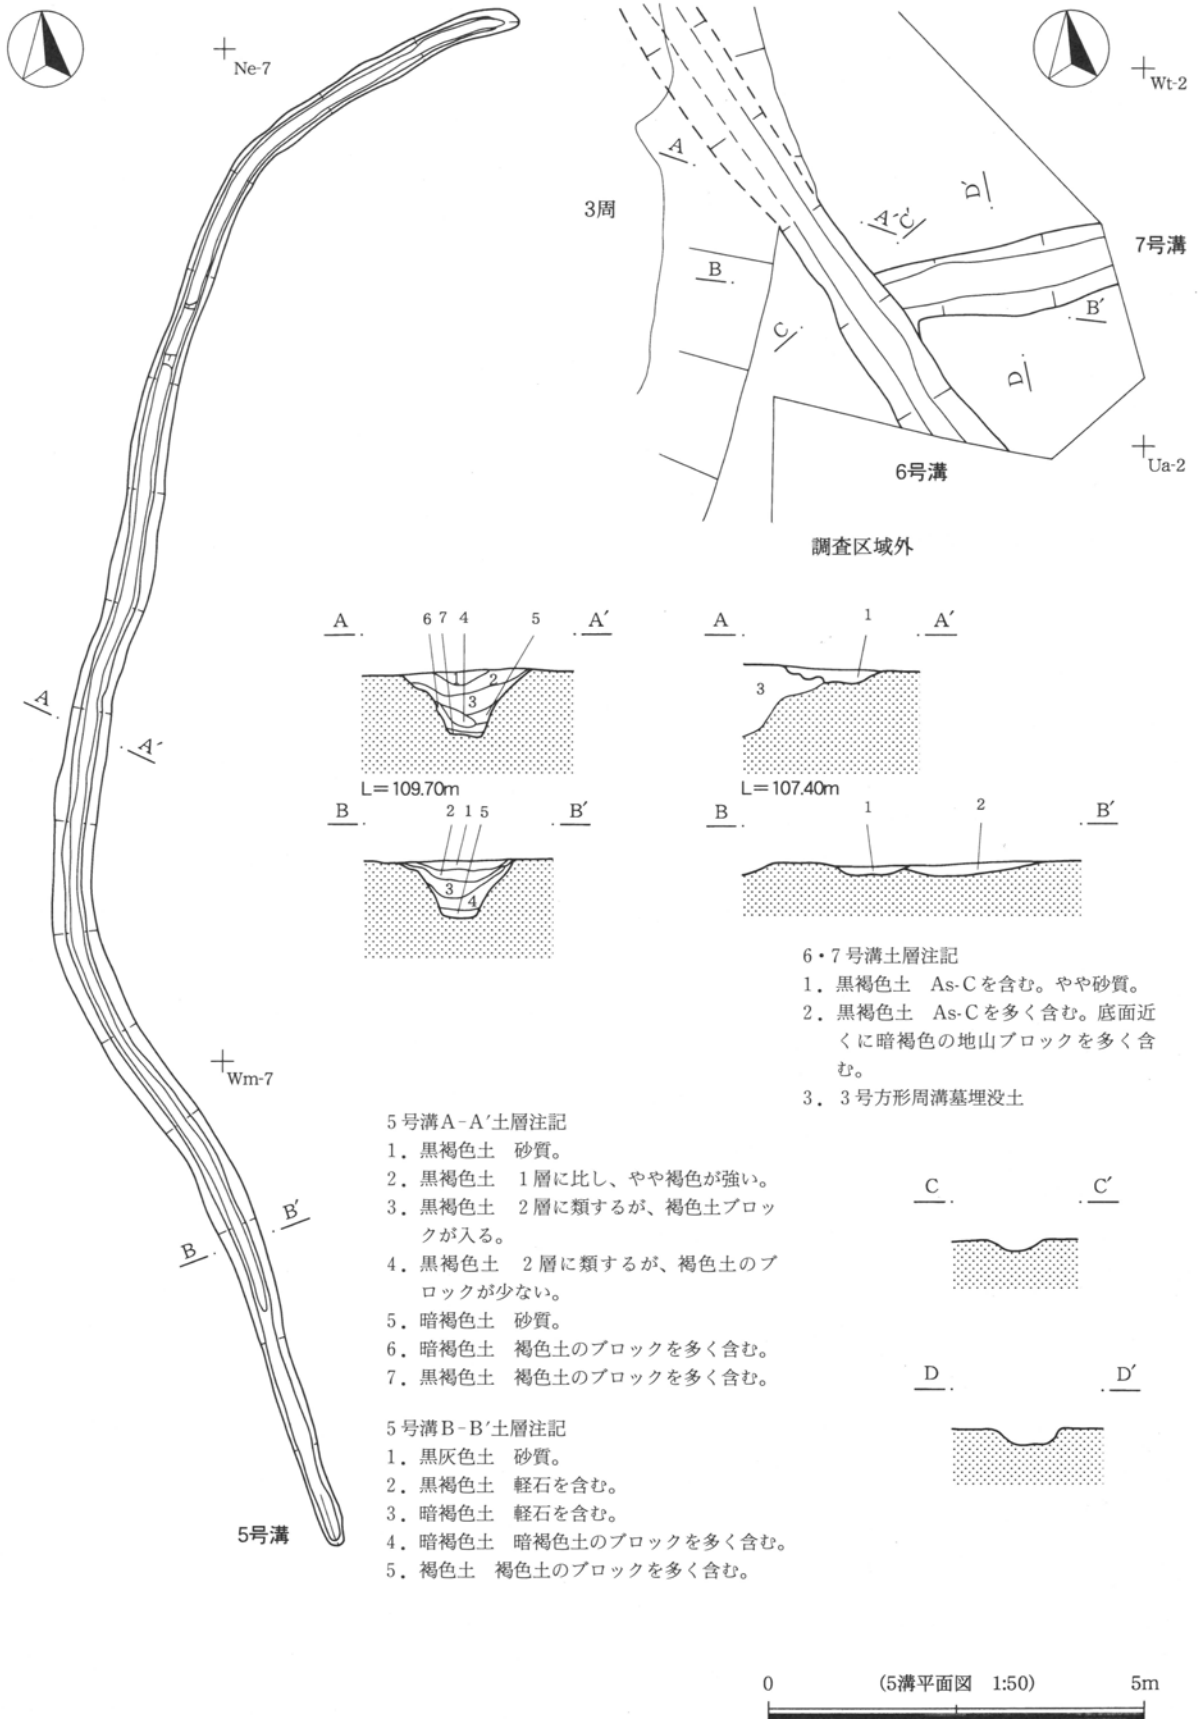 Ne-7
Wt-2
3周
A
A′
C′
D′
7号溝
B
B′
C
D
6号溝
Ua-2
調査区域外
A
A′
B
B′
Wm-7
5号溝
A
6 7 4 5
A′
2
3
L=109.70m
B
2 1 5
B′
3
4
A
1
A′
3
L=107.40m
B
1
2
B′
6・7号溝土層注記
1. 黒褐色土 As-Cを含む。やや砂質。
2. 黒褐色土 As-Cを多く含む。底面近
くに暗褐色の地山ブロックを多く含
む。
3. 3号方形周溝墓埋没土
5号溝A-A′土層注記
1. 黒褐色土 砂質。
2. 黒褐色土 1層に比し、やや褐色が強い。
3. 黒褐色土 2層に類するが、褐色土ブロッ
クが入る。
4. 黒褐色土 2層に類するが、褐色土のブ
ロックが少ない。
5. 暗褐色土 砂質。
6. 暗褐色土 褐色土のブロックを多く含む。
7. 黒褐色土 褐色土のブロックを多く含む。
5号溝B-B′土層注記
1. 黒灰色土 砂質。
2. 黒褐色土 軽石を含む。
3. 暗褐色土 軽石を含む。
4. 暗褐色土 暗褐色土のブロックを多く含む。
5. 褐色土 褐色土のブロックを多く含む。
C
C′
D
D′
0 (5溝平面図 1:50) 5m